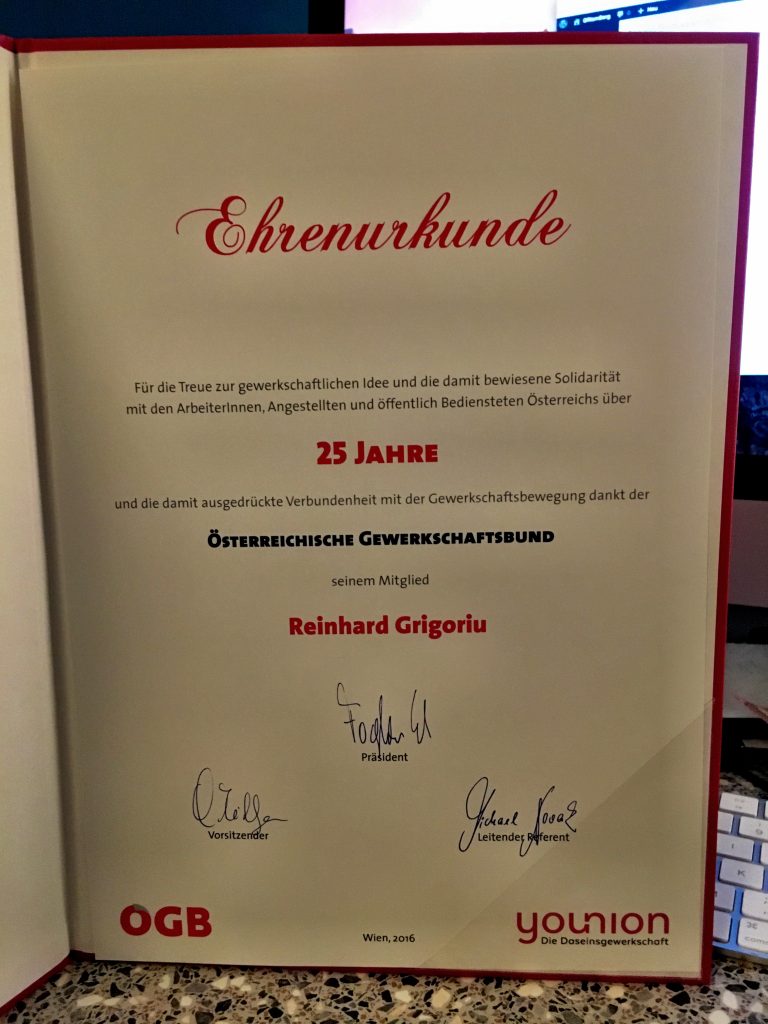 Ehrenurkunde
Für die Treue zur gewerkschaftlichen Idee und die damit bewiesene Solidarität
mit den ArbeiterInnen, Angestellten und öffentlich Bediensteten Österreichs über
25 Jahre
und die damit ausgedrückte Verbundenheit mit der Gewerkschaftsbewegung dankt der
Österreichische Gewerkschaftsbund
seinem Mitglied
Reinhard Grigoriu
Präsident
Vorsitzender
Michael Novak
Leitender Referent
ÖGB
Wien, 2016
younion
Die Daseinsgewerkschaft